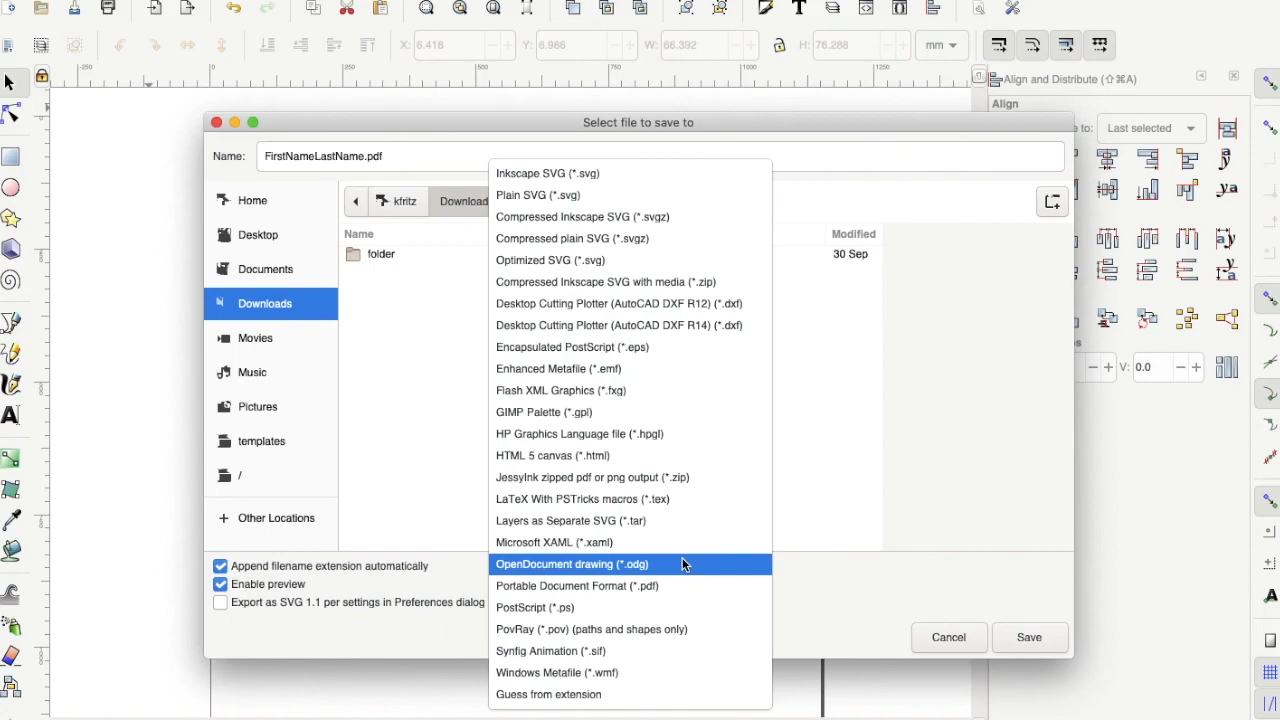 X: 6.418 Y: 6.986 W: 66.392 H: 76.288 mm
-250 0 250 500 750 1000 1250
Align and Distribute (⇧⌘A)
Align
e to: Last selected
Select file to save to
Name: FirstNameLastName.pdf
Home
Desktop
Documents
Downloads
Movies
Music
Pictures
templates
/
Other Locations
kfritz Download
Name Modified
folder 30 Sep
Inkscape SVG (*.svg)
Plain SVG (*.svg)
Compressed Inkscape SVG (*.svgz)
Compressed plain SVG (*.svgz)
Optimized SVG (*.svg)
Compressed Inkscape SVG with media (*.zip)
Desktop Cutting Plotter (AutoCAD DXF R12) (*.dxf)
Desktop Cutting Plotter (AutoCAD DXF R14) (*.dxf)
Encapsulated PostScript (*.eps)
Enhanced Metafile (*.emf)
Flash XML Graphics (*.fxg)
GIMP Palette (*.gpl)
HP Graphics Language file (*.hpgl)
HTML 5 canvas (*.html)
JessyInk zipped pdf or png output (*.zip)
LaTeX With PSTricks macros (*.tex)
Layers as Separate SVG (*.tar)
Microsoft XAML (*.xaml)
OpenDocument drawing (*.odg)
Portable Document Format (*.pdf)
PostScript (*.ps)
PovRay (*.pov) (paths and shapes only)
Synfig Animation (*.sif)
Windows Metafile (*.wmf)
Guess from extension
V: 0.0
Append filename extension automatically
Enable preview
Export as SVG 1.1 per settings in Preferences dialog
Cancel Save